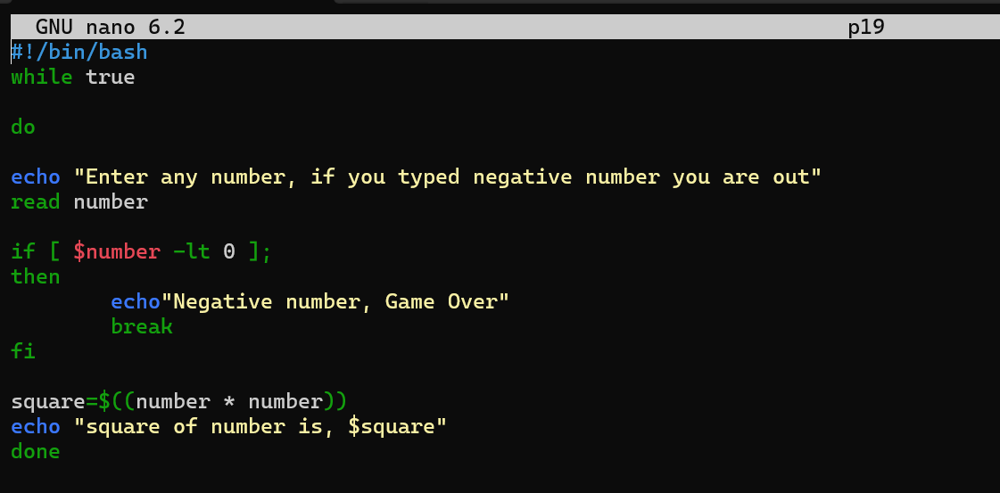 GNU nano 6.2 p19
#!/bin/bash
while true
do
echo "Enter any number, if you typed negative number you are out"
read number
if [ $number -lt 0 ];
then
echo"Negative number, Game Over"
break
fi
square=$((number * number))
echo "square of number is, $square"
done